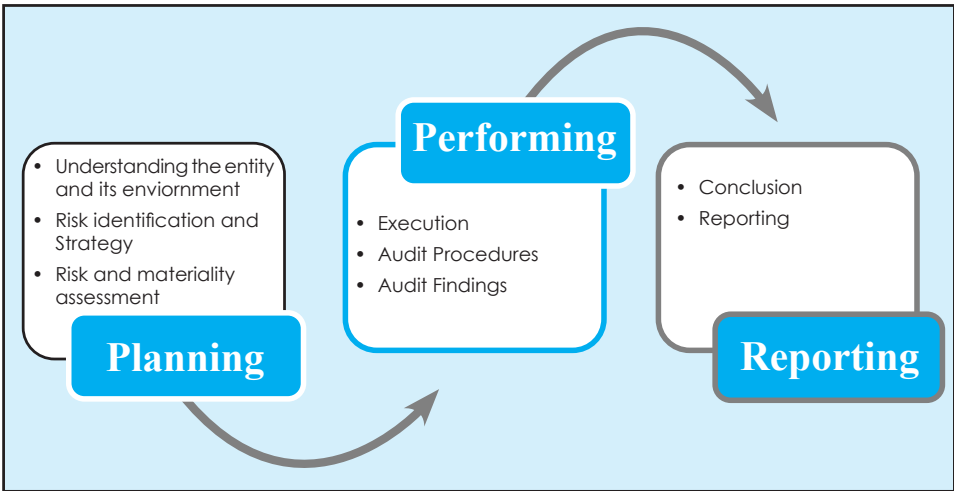 • Understanding the entity
and its enviornment
• Risk identification and
Strategy
• Risk and materiality
assessment
Planning
Performing
• Execution
• Audit Procedures
• Audit Findings
• Conclusion
• Reporting
Reporting